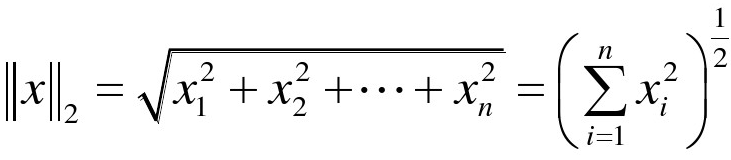 ‖x‖₂ = √(x₁² + x₂² + ⋯ + xₙ²) = (∑ᵢ₌₁ⁿ xᵢ²)^(1/2)